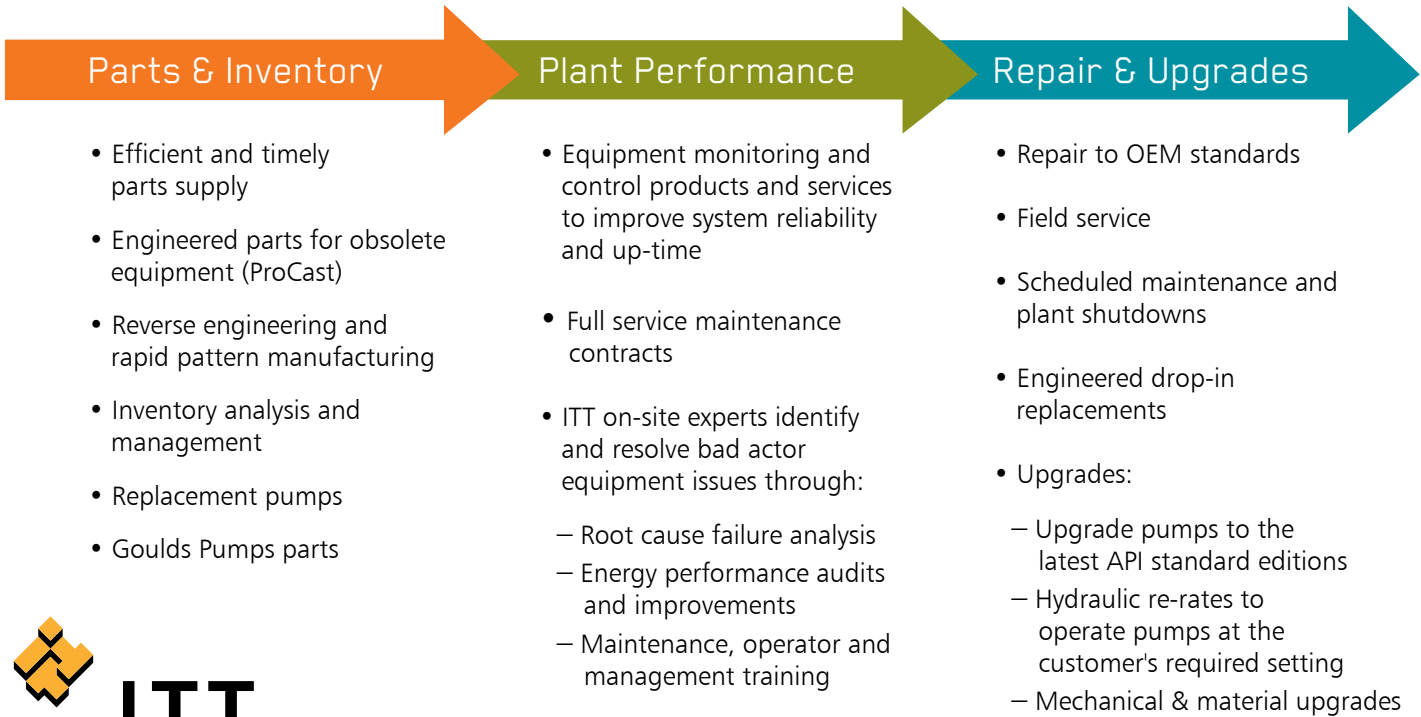 Parts & Inventory
• Efficient and timely
parts supply
• Engineered parts for obsolete
equipment (ProCast)
• Reverse engineering and
rapid pattern manufacturing
• Inventory analysis and
management
• Replacement pumps
• Goulds Pumps parts
Plant Performance
• Equipment monitoring and
control products and services
to improve system reliability
and up-time
• Full service maintenance
contracts
• ITT on-site experts identify
and resolve bad actor
equipment issues through:
– Root cause failure analysis
– Energy performance audits
and improvements
– Maintenance, operator and
management training
Repair & Upgrades
• Repair to OEM standards
• Field service
• Scheduled maintenance and
plant shutdowns
• Engineered drop-in
replacements
• Upgrades:
– Upgrade pumps to the
latest API standard editions
– Hydraulic re-rates to
operate pumps at the
customer's required setting
– Mechanical & material upgrades
ITT